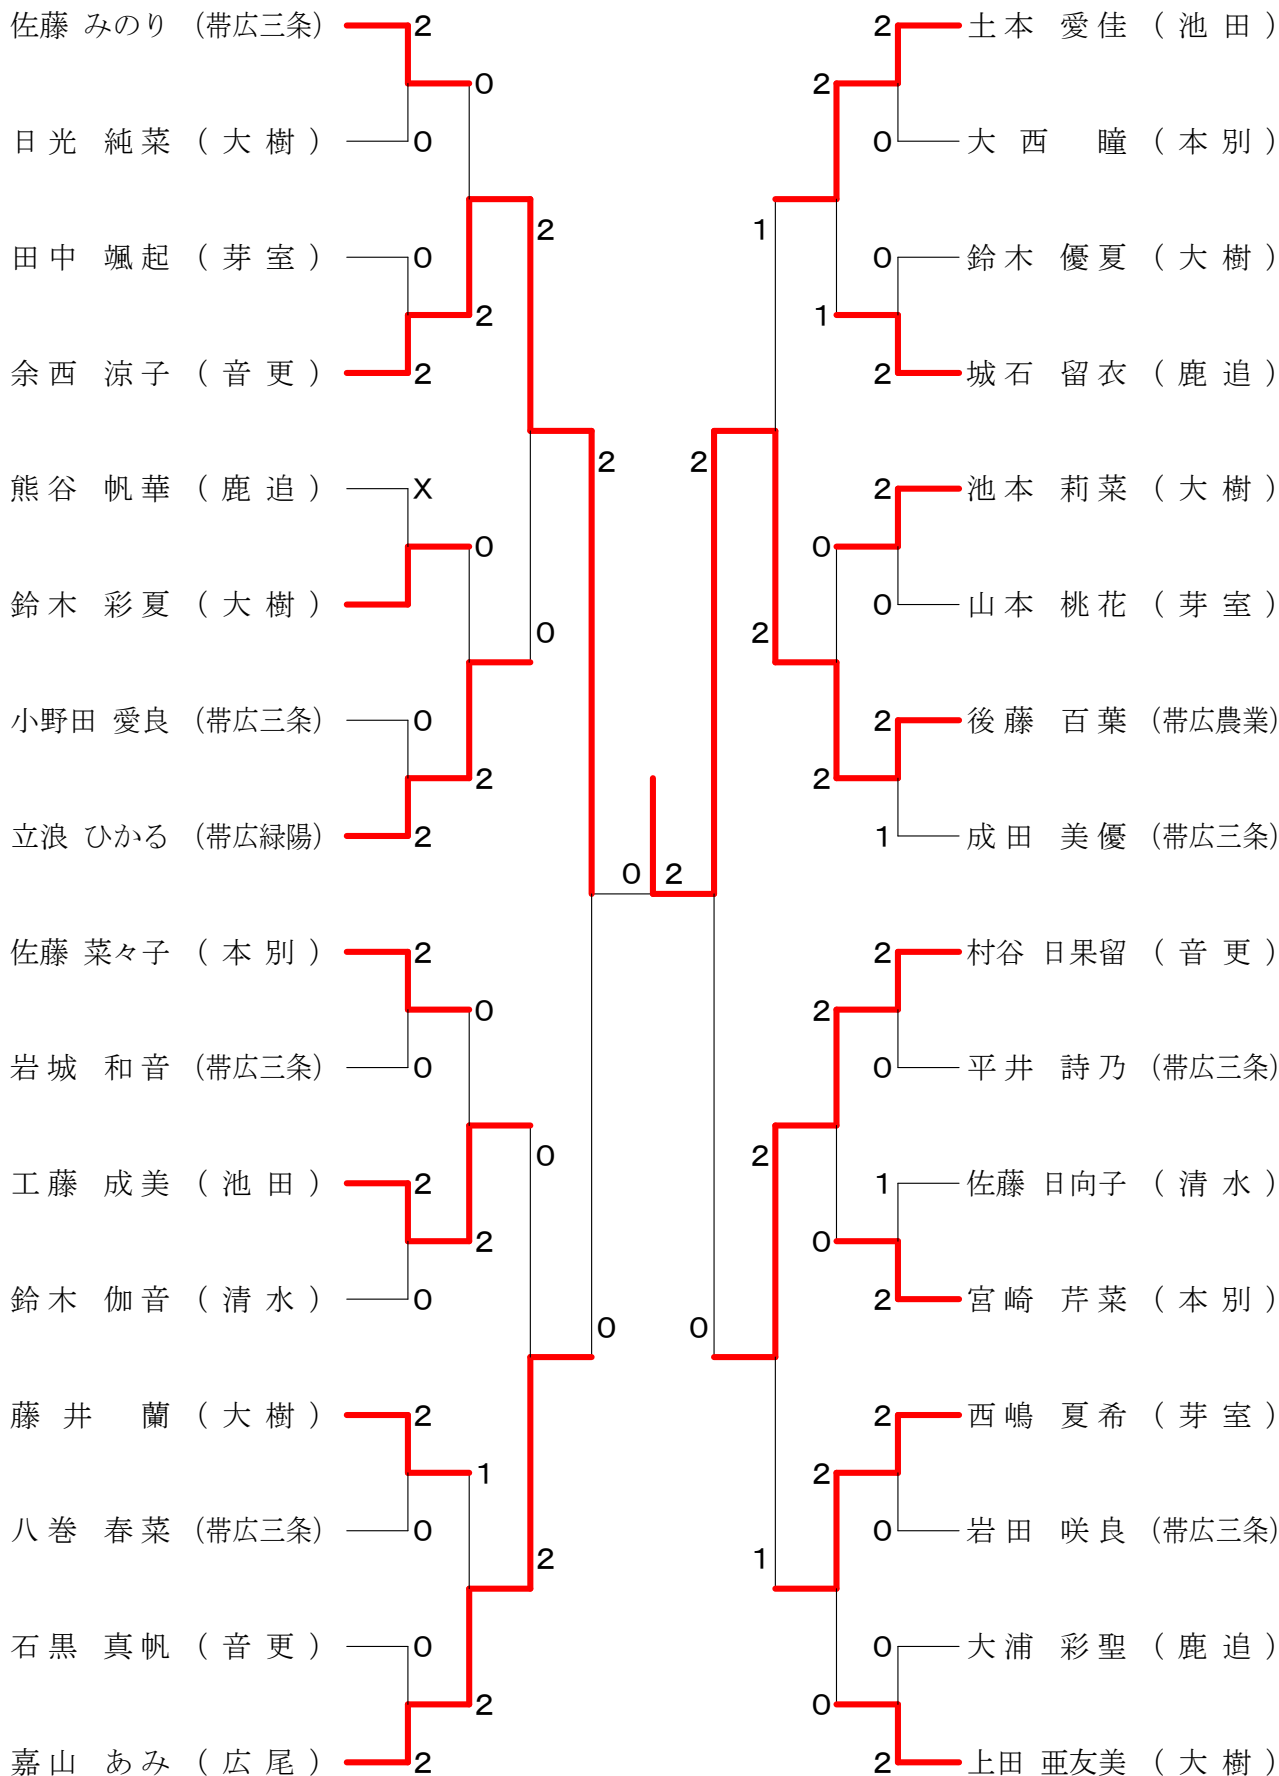 佐藤 みのり (帯広三条) 2
0
日光 純菜 (大樹) 0
2
田中 颯起 (芽室) 0
2
余西 涼子 (音更) 2
2
熊谷 帆華 (鹿追) X
0
鈴木 彩夏 (大樹)
0
小野田 愛良 (帯広三条) 0
2
立浪 ひかる (帯広緑陽) 2
0 2
佐藤 菜々子 (本別) 2
0
岩城 和音 (帯広三条) 0
0
工藤 成美 (池田) 2
2
鈴木 伽音 (清水) 0
0
藤井 蘭 (大樹) 2
1
八巻 春菜 (帯広三条) 0
2
石黒 真帆 (音更) 0
2
嘉山 あみ (広尾) 2
2 土本 愛佳 (池田)
2
0 大西 瞳 (本別)
1
0 鈴木 優夏 (大樹)
1
2 城石 留衣 (鹿追)
2
2 池本 莉菜 (大樹)
0
0 山本 桃花 (芽室)
2
2 後藤 百葉 (帯広農業)
2
1 成田 美優 (帯広三条)
2 村谷 日果留 (音更)
2
0 平井 詩乃 (帯広三条)
2
1 佐藤 日向子 (清水)
0
2 宮崎 芹菜 (本別)
0
2 西嶋 夏希 (芽室)
2
0 岩田 咲良 (帯広三条)
1
0 大浦 彩聖 (鹿追)
0
2 上田 亜友美 (大樹)